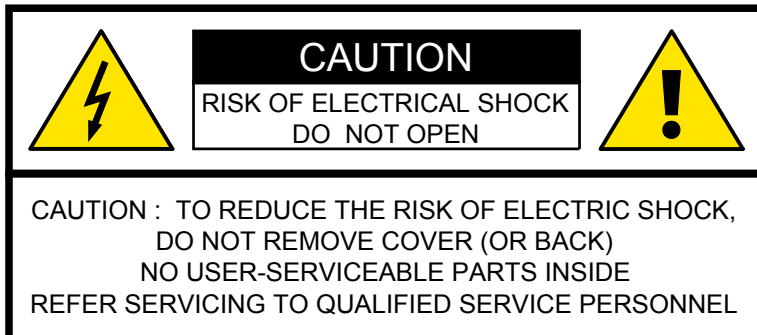 CAUTION
RISK OF ELECTRICAL SHOCK
DO NOT OPEN
CAUTION : TO REDUCE THE RISK OF ELECTRIC SHOCK,
DO NOT REMOVE COVER (OR BACK)
NO USER-SERVICEABLE PARTS INSIDE
REFER SERVICING TO QUALIFIED SERVICE PERSONNEL